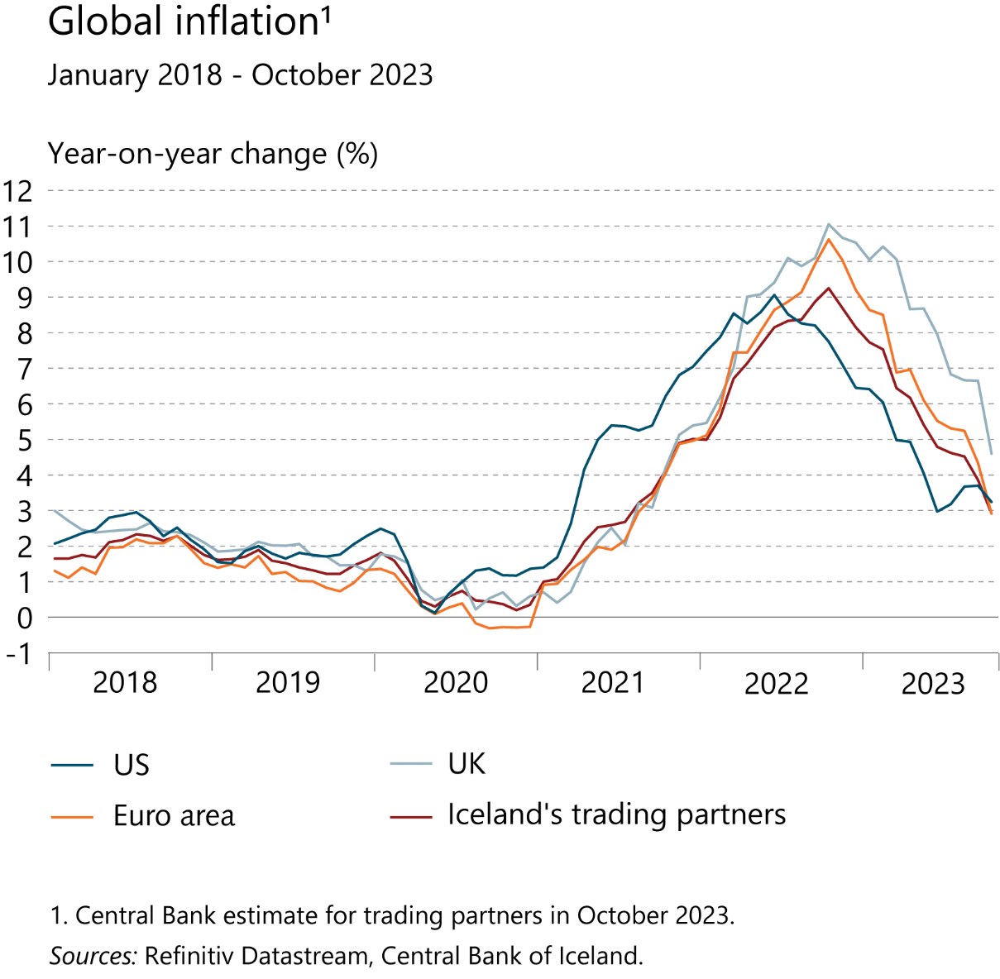 Global inflation¹
January 2018 - October 2023
Year-on-year change (%)
12
11
10
9
8
7
6
5
4
3
2
1
0
-1
2018 2019 2020 2021 2022 2023
US UK
Euro area Iceland's trading partners
1. Central Bank estimate for trading partners in October 2023.
Sources: Refinitiv Datastream, Central Bank of Iceland.